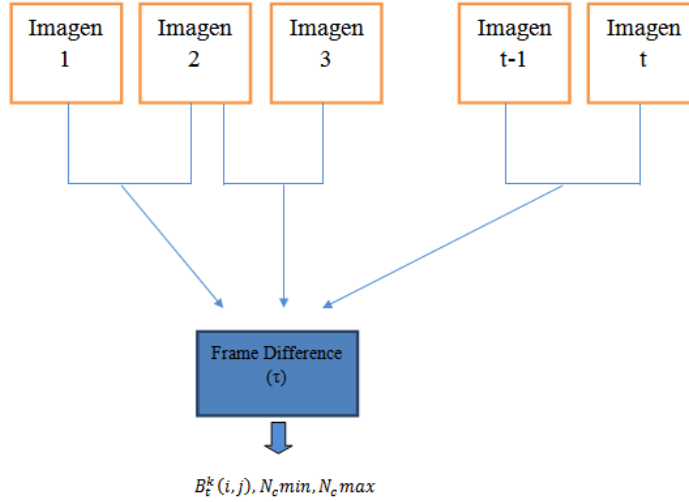 Imagen
1
Imagen
2
Imagen
3
Imagen
t-1
Imagen
t
Frame Difference
(τ)
$B_t^k(i,j), N_c min, N_c max$